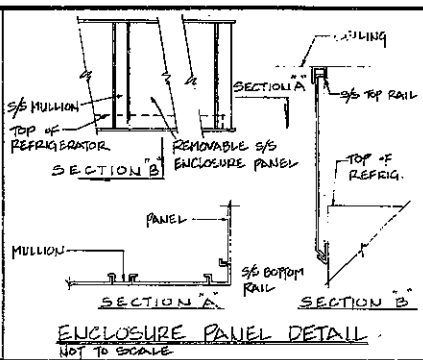 CEILING
SECTION "A"
S/S MULLION
S/S TOP RAIL
TOP OF
REFRIGERATOR
REMOVABLE S/S
ENCLOSURE PANEL
SECTION "B"
TOP OF
REFRIG.
PANEL
MULLION
S/S BOTTOM
RAIL
SECTION "A"
SECTION "B"
ENCLOSURE PANEL DETAIL
NOT TO SCALE